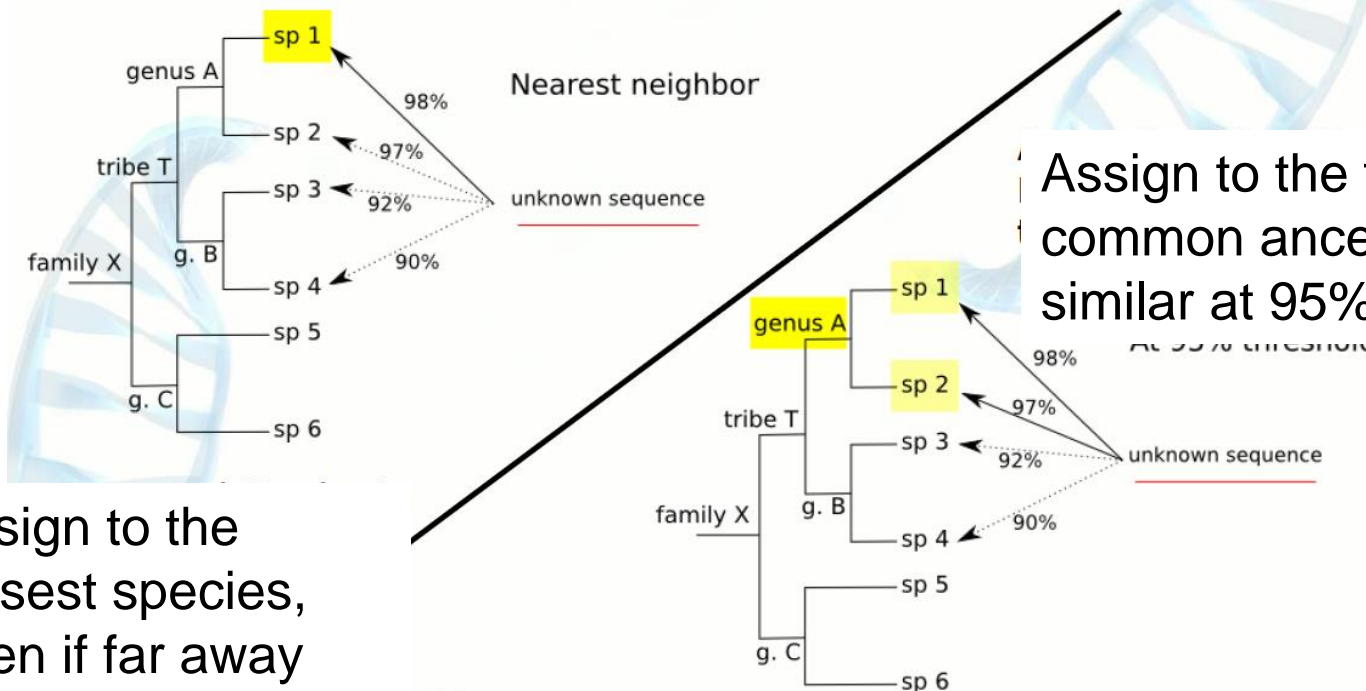 sp 1
genus A
Nearest neighbor
98%
sp 2
97%
tribe T
sp 3
92%
unknown sequence
g. B
family X
90%
sp 4
sp 5
g. C
sp 6
sign to the
sest species,
en if far away
Assign to the
common ance
similar at 95%
sp 1
genus A
98%
sp 2
97%
tribe T
sp 3
92%
unknown sequence
g. B
family X
90%
sp 4
sp 5
g. C
sp 6